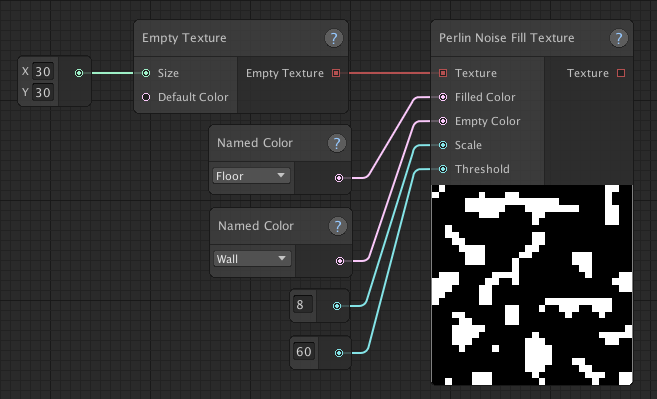 Empty Texture ?
X 30
Y 30
Size
Default Color
Empty Texture
Named Color ?
Floor
Named Color ?
Wall
8
60
Perlin Noise Fill Texture ?
Texture
Texture
Filled Color
Empty Color
Scale
Threshold